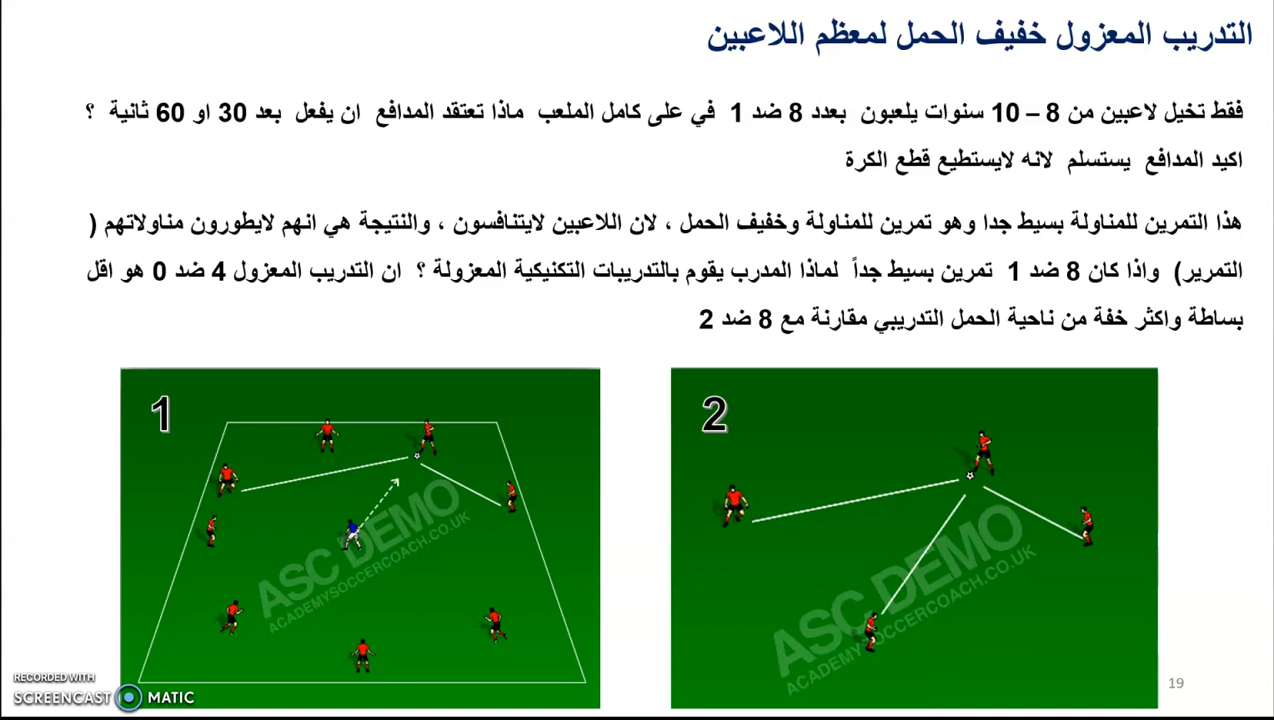 التدريب المعزول خفيف الحمل لمعظم اللاعبين
فقط تخيل لاعبين من 8 – 10 سنوات يلعبون بعدد 8 ضد 1 في على كامل الملعب ماذا تعتقد المدافع ان يفعل بعد 30 او 60 ثانية ؟
اكيد المدافع يستسلم لانه لايستطيع قطع الكرة
هذا التمرين للمناولة بسيط جدا وهو تمرين للمناولة وخفيف الحمل ، لان اللاعبين لايتنافسون ، والنتيجة هي انهم لايطورون مناولاتهم (
التمرير) واذا كان 8 ضد 1 تمرين بسيط جداً لماذا المدرب يقوم بالتدريبات التكنيكية المعزولة ؟ ان التدريب المعزول 4 ضد 0 هو اقل
بساطة واكثر خفة من ناحية الحمل التدريبي مقارنة مع 8 ضد 2
1
2
ASC DEMO
ACADEMYSOCCERCOACH.CO.UK
ASC DEMO
ACADEMYSOCCERCOACH.CO.UK
19
RECORDED WITH
SCREENCAST MATIC